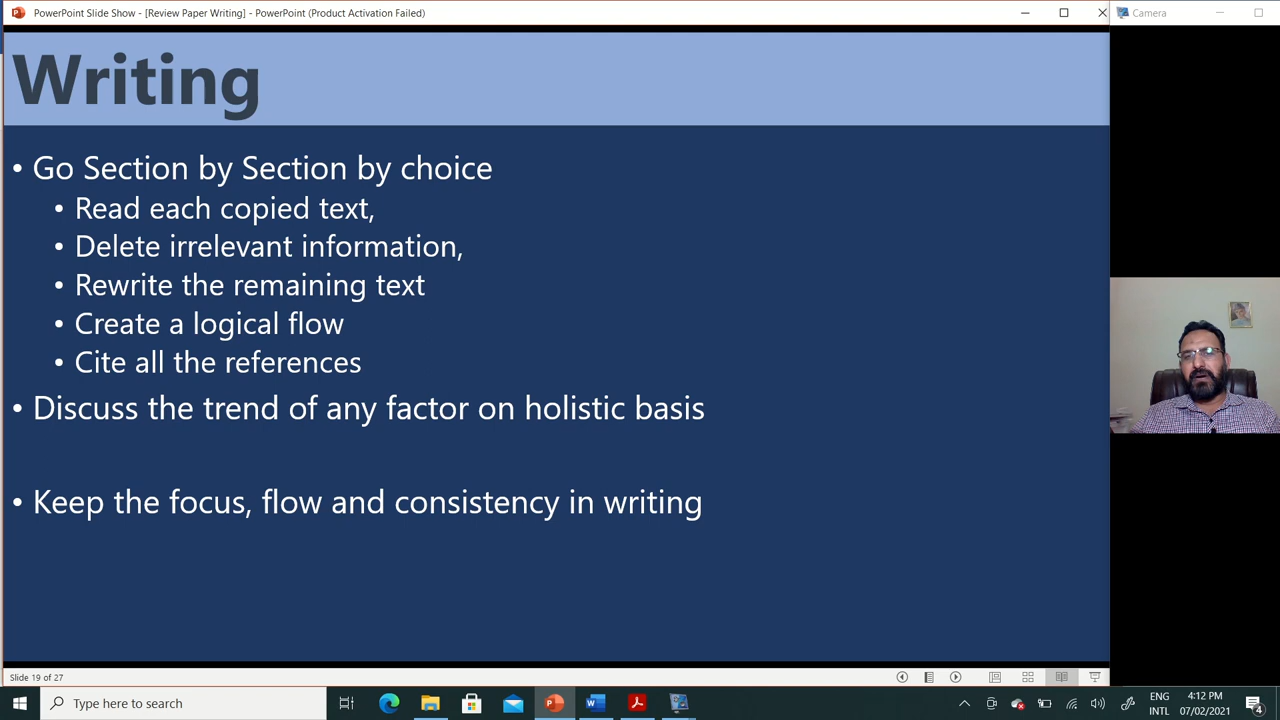 PowerPoint Slide Show - [Review Paper Writing] - PowerPoint (Product Activation Failed)
Camera
Writing
• Go Section by Section by choice
• Read each copied text,
• Delete irrelevant information,
• Rewrite the remaining text
• Create a logical flow
• Cite all the references
• Discuss the trend of any factor on holistic basis
• Keep the focus, flow and consistency in writing
Slide 19 of 27
Type here to search
ENG
INTL
4:12 PM
07/02/2021
4